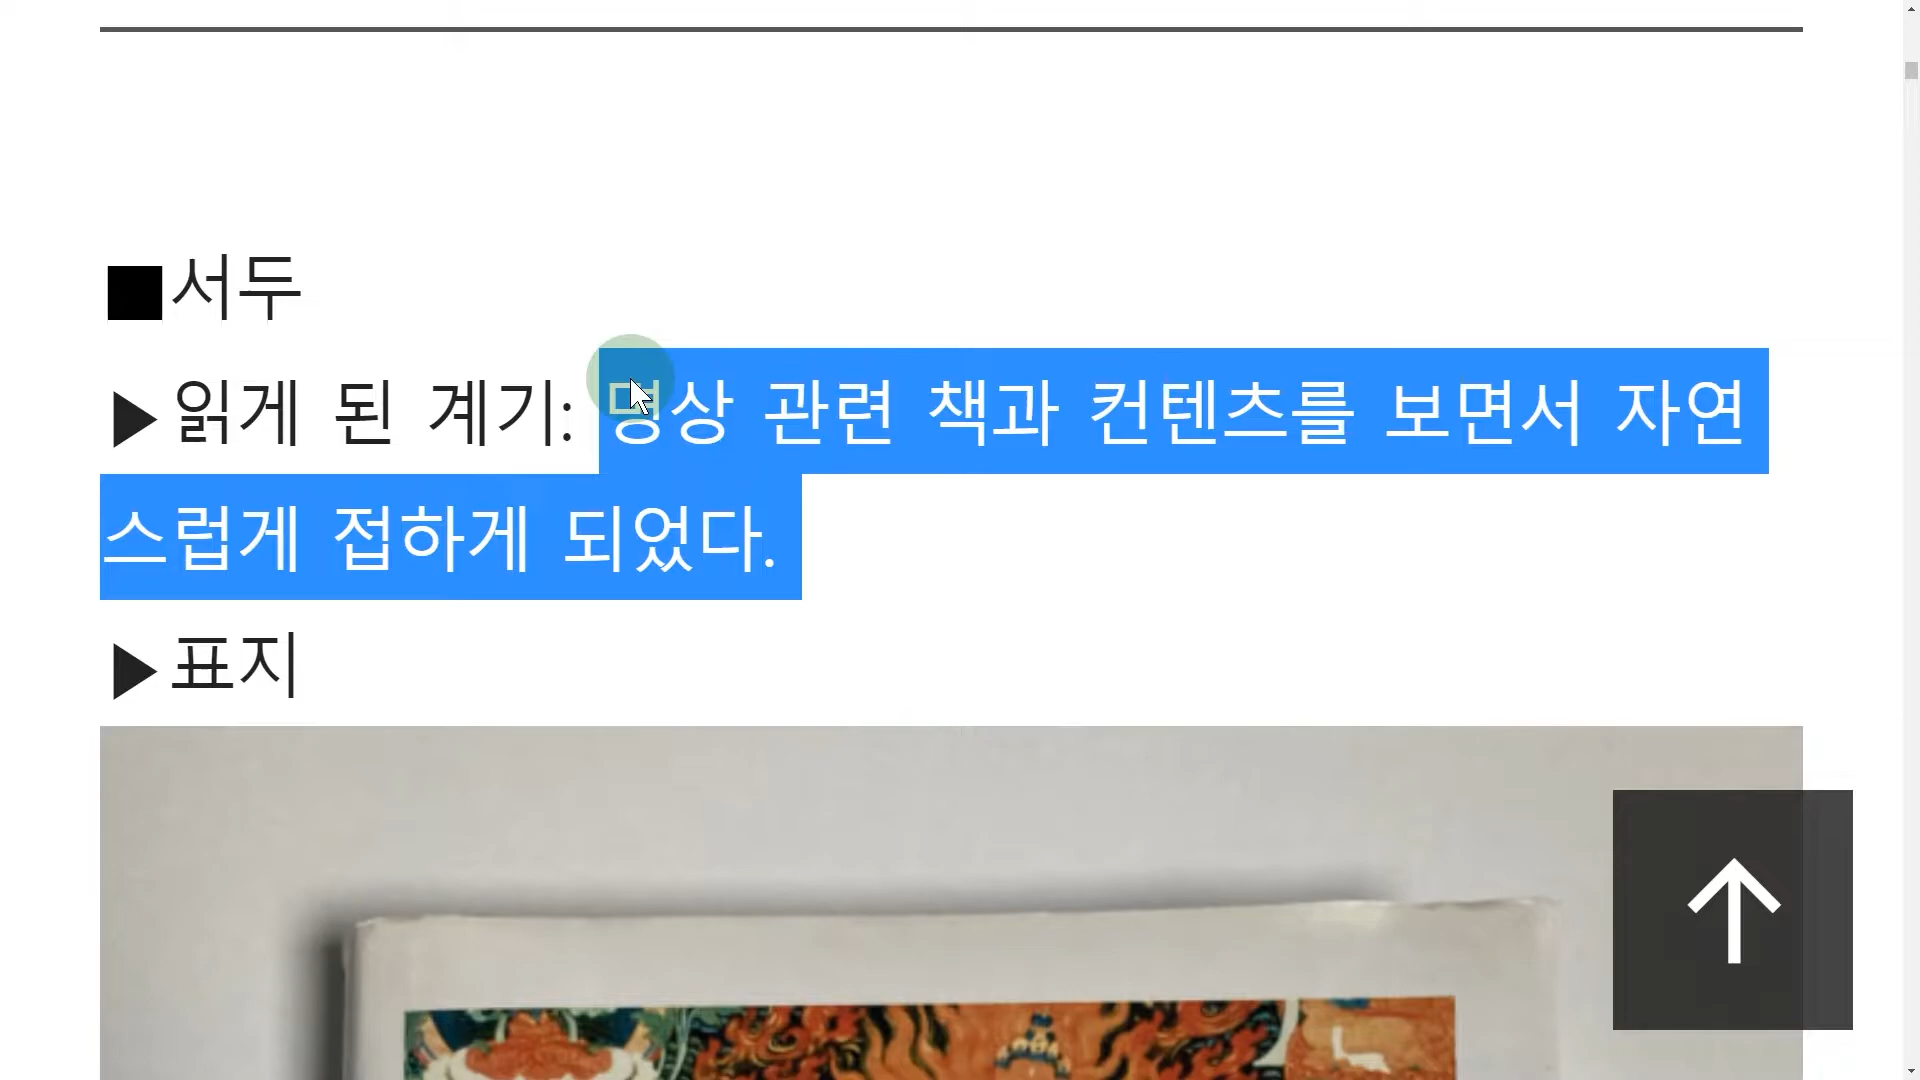 ■서두
▶읽게 된 계기: 명상 관련 책과 컨텐츠를 보면서 자연
스럽게 접하게 되었다.
▶표지